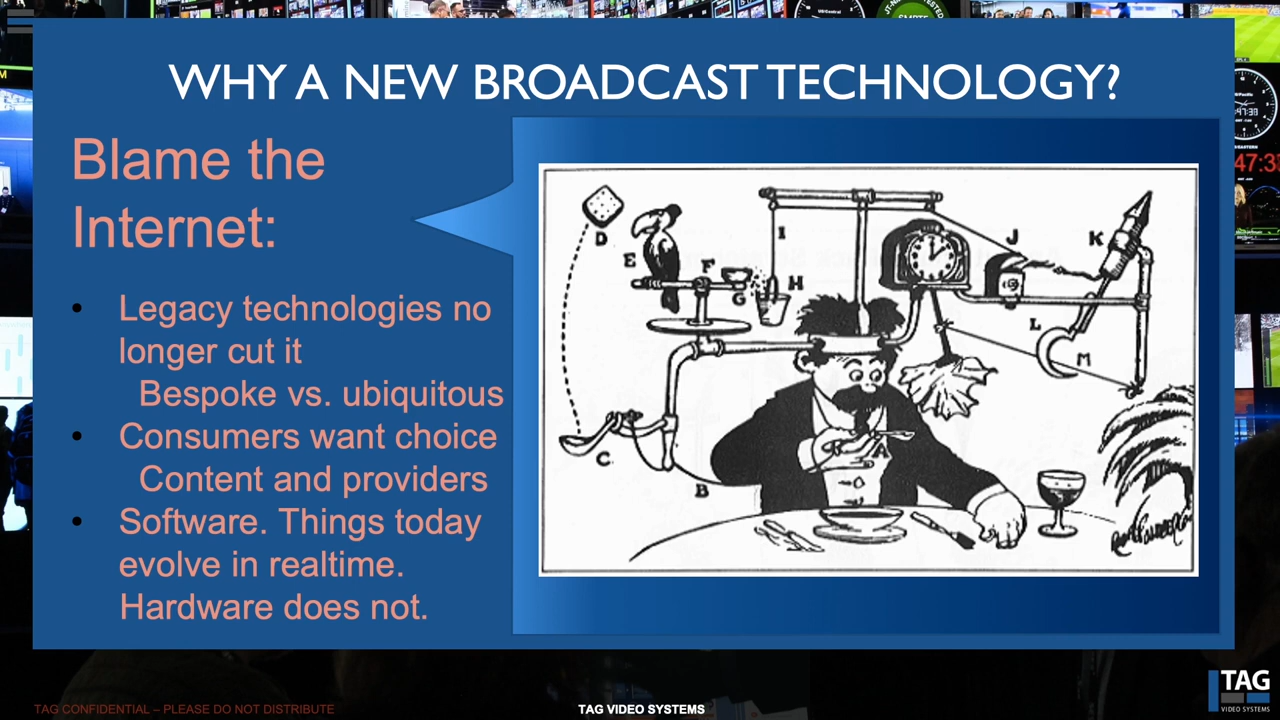 WHY A NEW BROADCAST TECHNOLOGY?
Blame the
Internet:
• Legacy technologies no
longer cut it
Bespoke vs. ubiquitous
• Consumers want choice
Content and providers
• Software. Things today
evolve in realtime.
Hardware does not.
D
E
F
G
H
I
J
K
L
M
C
B
A
47:3
TAG CONFIDENTIAL – PLEASE DO NOT DISTRIBUTE
TAG VIDEO SYSTEMS
TAG
VIDEO SYSTEMS